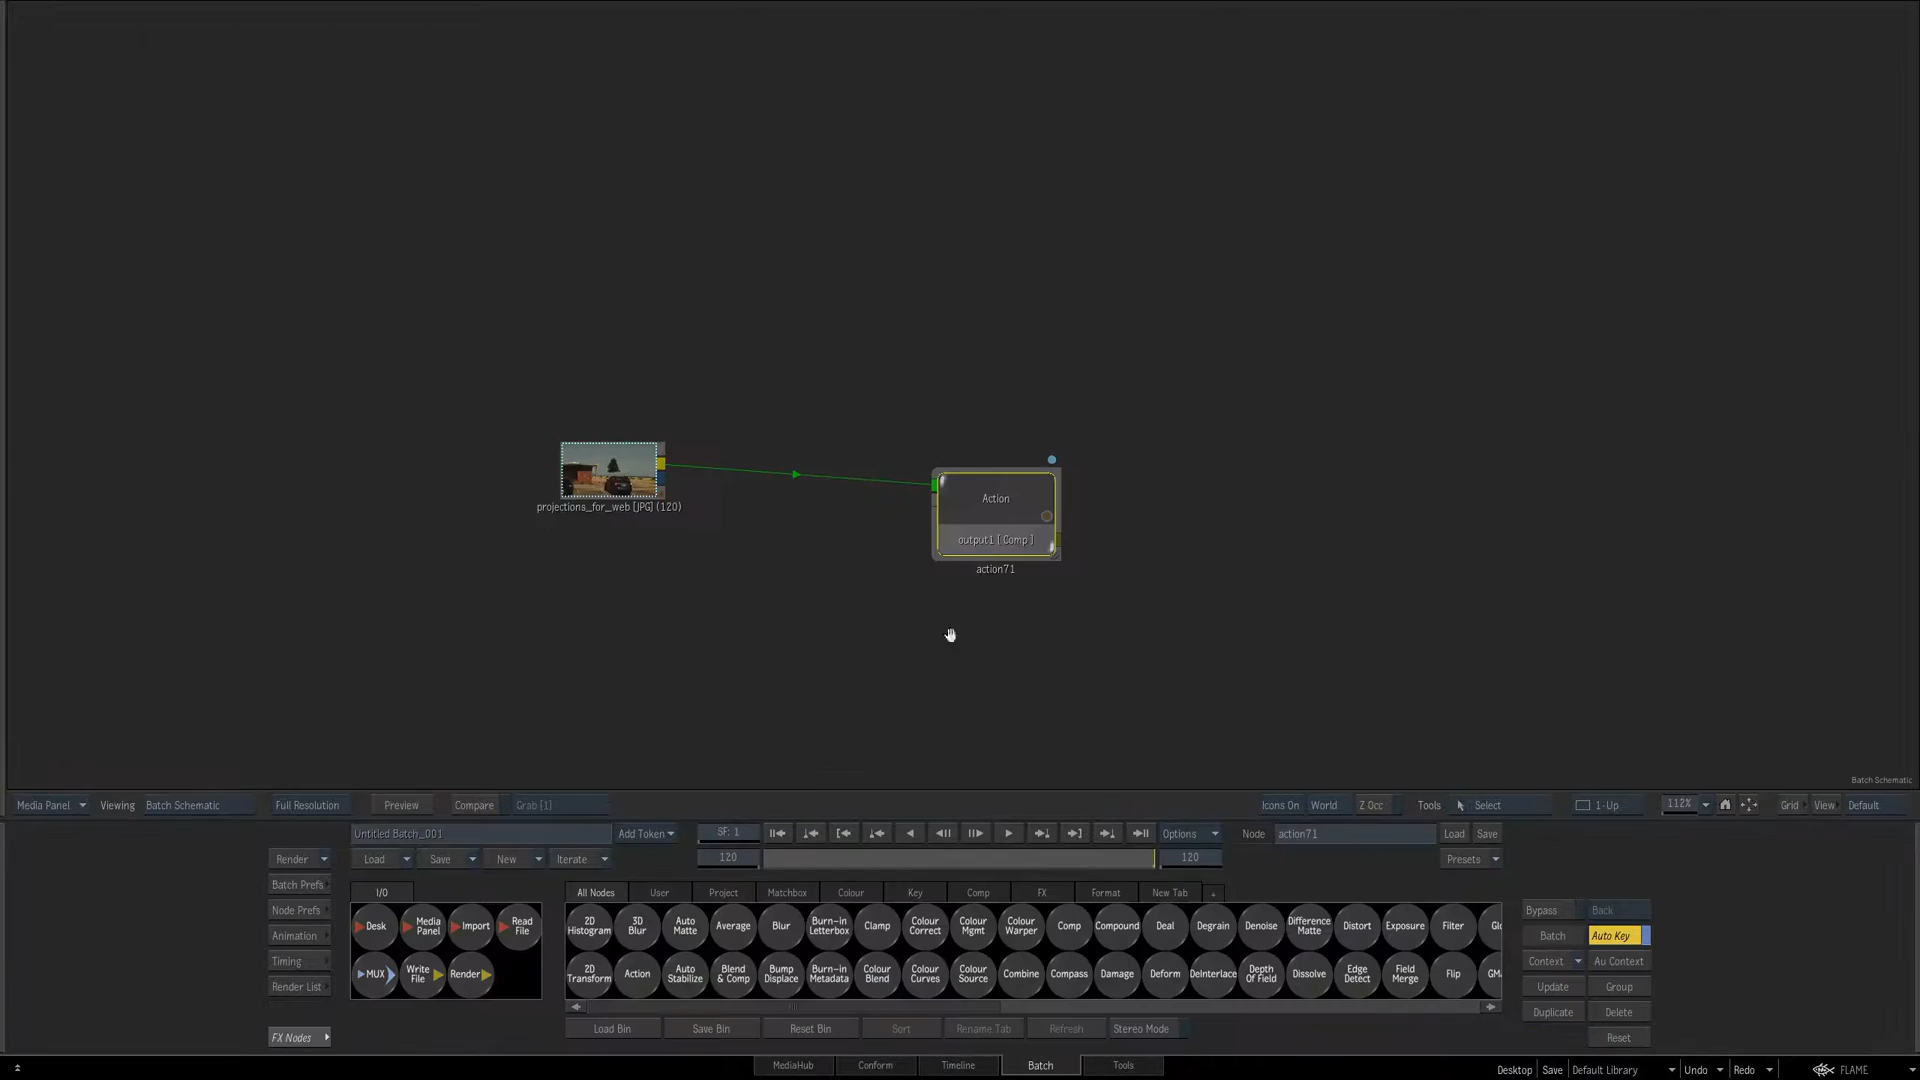 projections_for_web [JPG] (120)
Action
output1 [ Comp ]
action71
Batch Schematic
Media Panel Viewing Batch Schematic Full Resolution Preview Compare Grab [1] Icons On World Z Occ Tools Select 1-Up 112% Grid View Default
Untitled Batch_001 Add Token SF: 1 Options Node action71 Load Save
Render Load Save New Iterate 120 120 Presets
Batch Prefs I/O All Nodes User Project Matchbox Colour Key Comp FX Format New Tab +
Node Prefs Desk Media Panel Import Read File 2D Histogram 3D Blur Auto Matte Average Blur Burn-in Letterbox Clamp Colour Correct Colour Mgmt Colour Warper Comp Compound Deal Degrain Denoise Difference Matte Distort Exposure Filter Bypass Back
Animation Batch Auto Key
Timing MUX Write File Render 2D Transform Action Auto Stabilize Blend & Comp Bump Displace Burn-in Metadata Colour Blend Colour Curves Colour Source Combine Compass Damage Deform DeInterlace Depth Of Field Dissolve Edge Detect Field Merge Flip Context Au Context
Render List Update Group
Duplicate Delete
FX Nodes Load Bin Save Bin Reset Bin Sort Rename Tab Refresh Stereo Mode Reset
MediaHub Conform Timeline Batch Tools Desktop Save Default Library Undo Redo FLAME